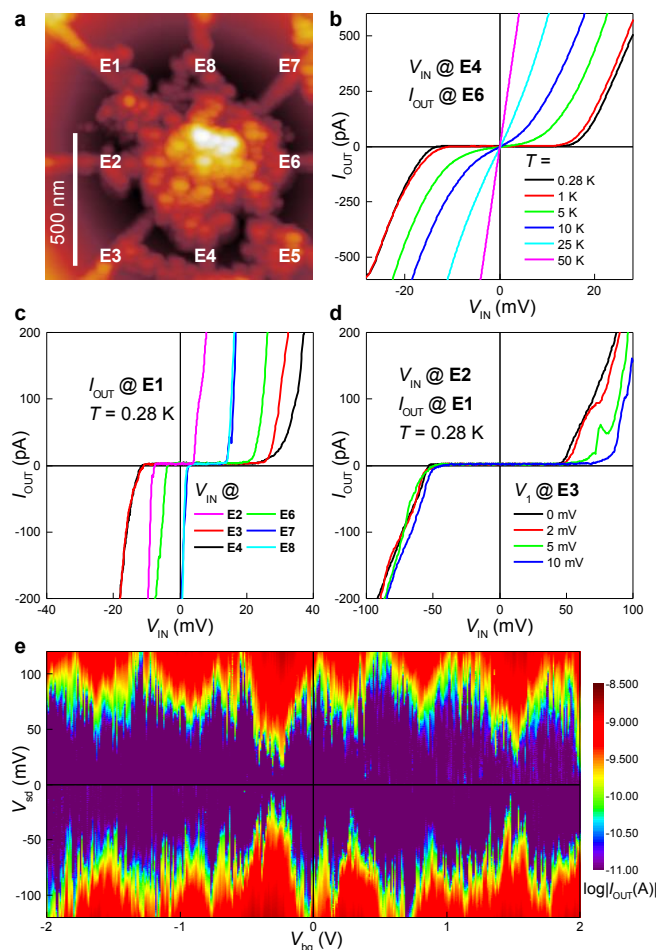 a
E1
E8
E7
E2
E6
E3
E4
E5
500 nm
b
600
300
0
-250
-500
-20
0
20
I_OUT (pA)
V_IN (mV)
V_IN @ E4
I_OUT @ E6
T =
0.28 K
1 K
5 K
10 K
25 K
50 K
c
200
100
0
-100
-200
-40
-20
0
20
40
I_OUT (pA)
V_IN (mV)
I_OUT @ E1
T = 0.28 K
V_IN @
E2 E6
E3 E7
E4 E8
d
200
100
0
-100
-200
-100
-50
0
50
100
I_OUT (pA)
V_IN (mV)
V_IN @ E2
I_OUT @ E1
T = 0.28 K
V_1 @ E3
0 mV
2 mV
5 mV
10 mV
e
100
50
0
-50
-100
-2
-1
0
1
2
V_sd (mV)
V_bg (V)
-8.500
-9.000
-9.500
-10.00
-10.50
-11.00
log|I_OUT(A)|